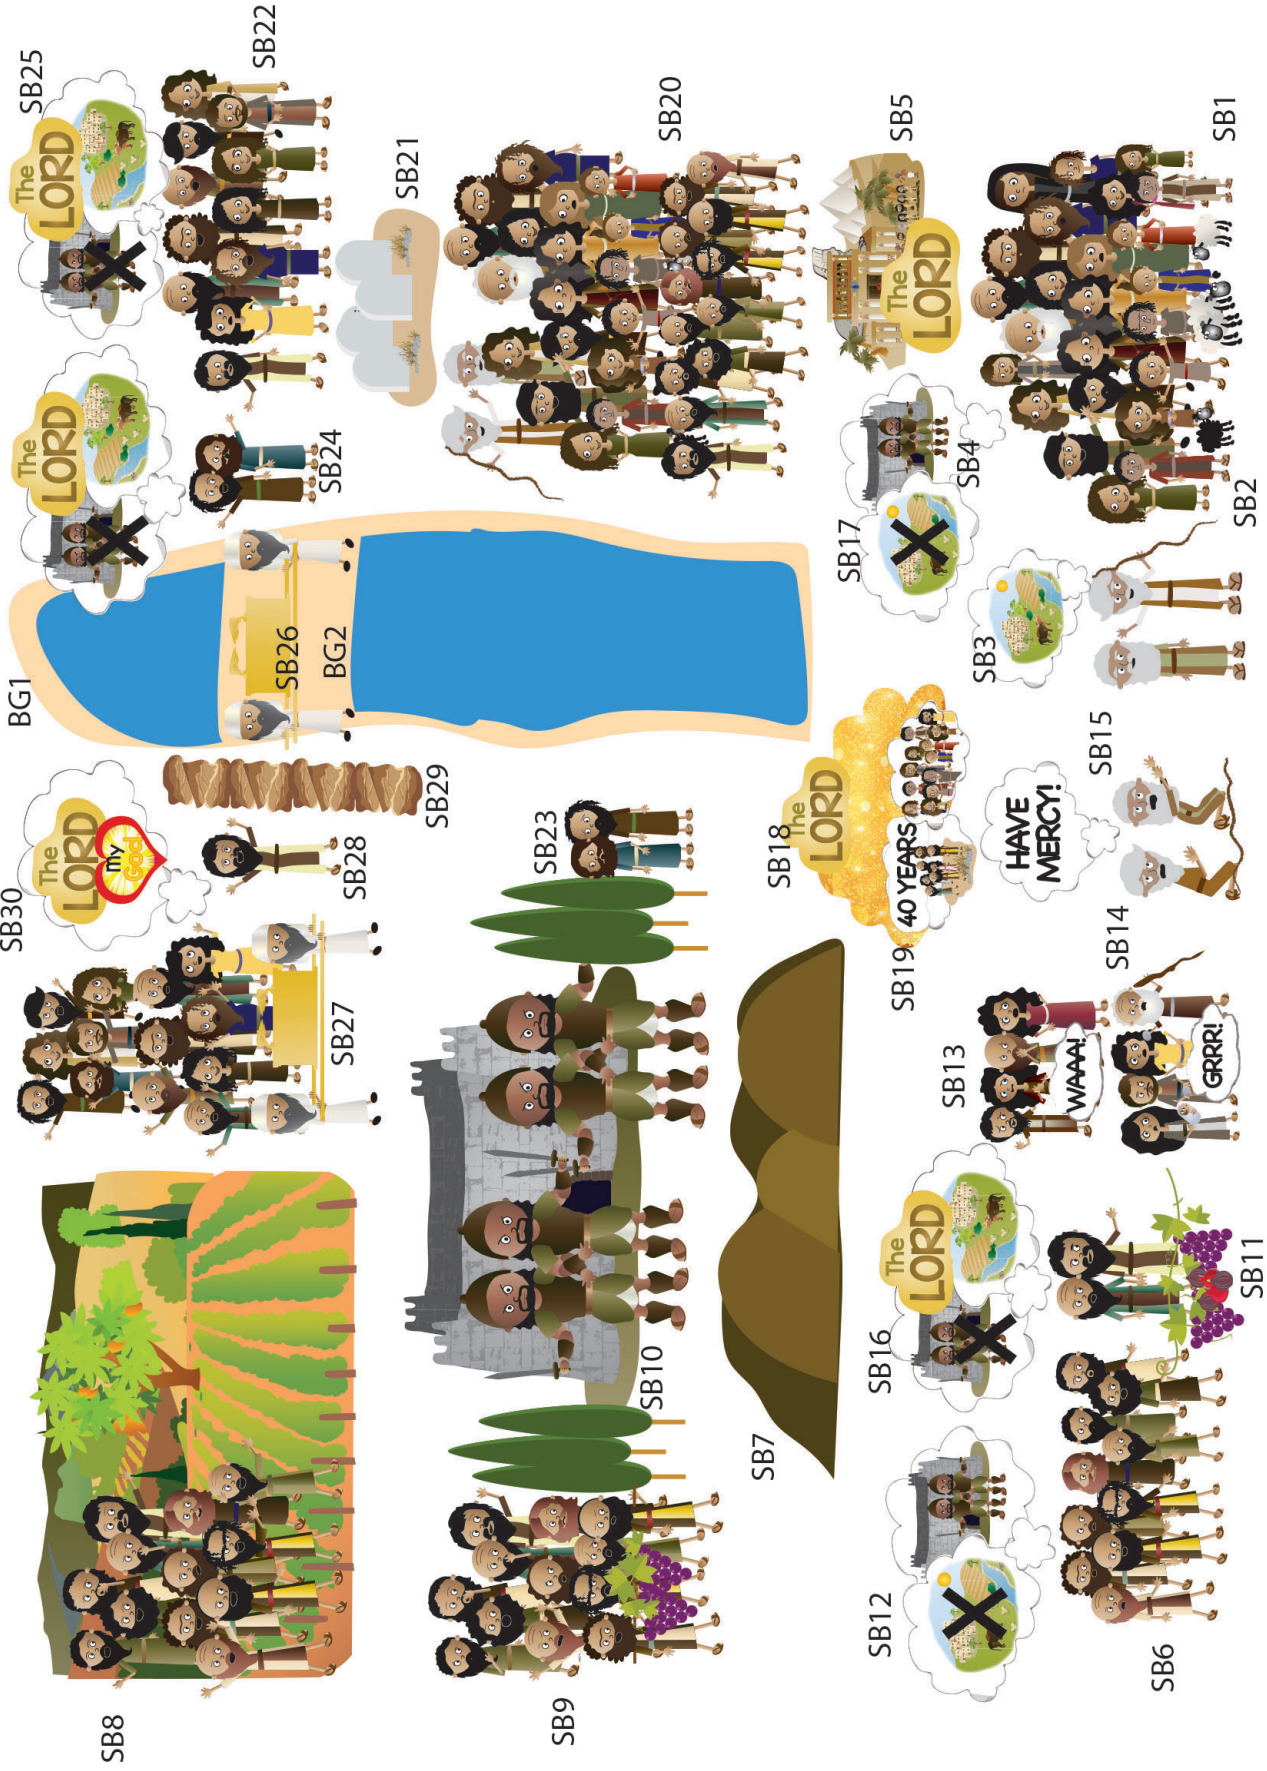 SB30
BG1
SB25
The
LORD
my
God
The
LORD
The
LORD
SB8
SB22
SB27
SB28
SB29
SB26
BG2
SB24
SB21
SB9
SB23
SB10
SB20
SB7
SB18
The
LORD
40 YEARS
SB19
SB17
The
LORD
SB5
SB12
SB16
The
LORD
SB13
SB3
SB4
HAVE
MERCY!
WAAA!
SB14
SB15
SB6
GRRR!
SB11
SB2
SB1